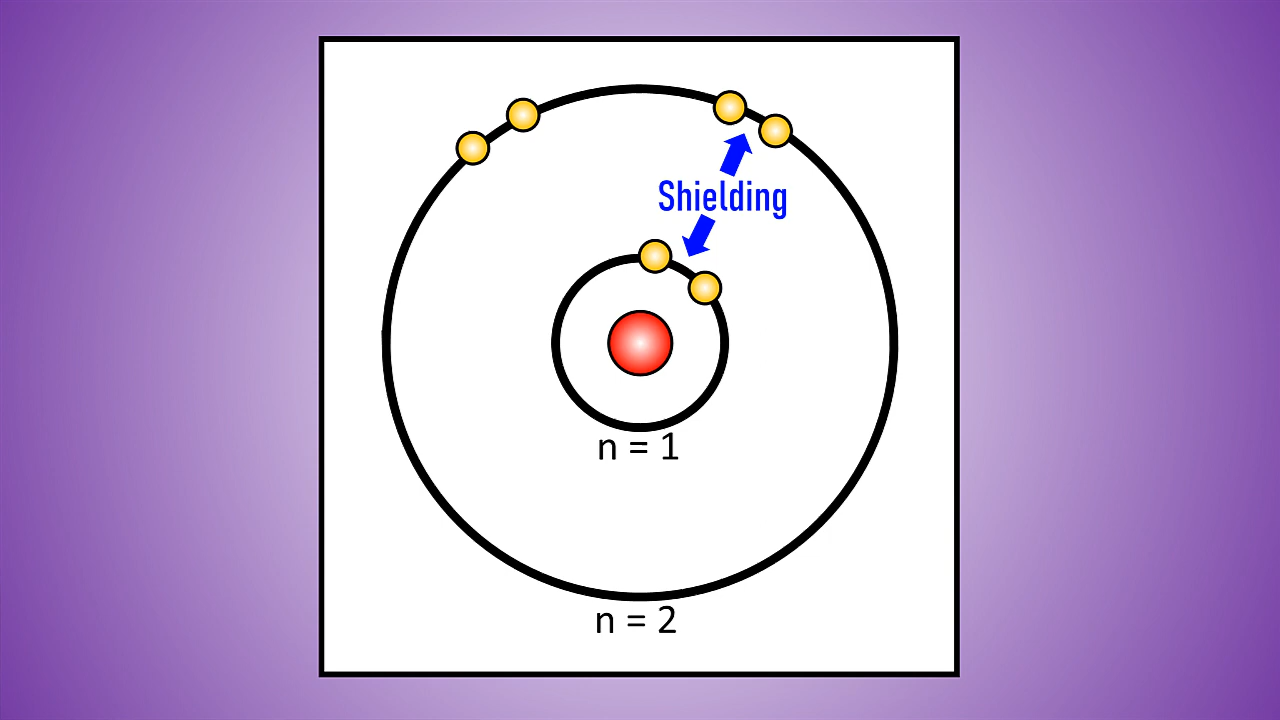 Shielding
n = 1
n = 2